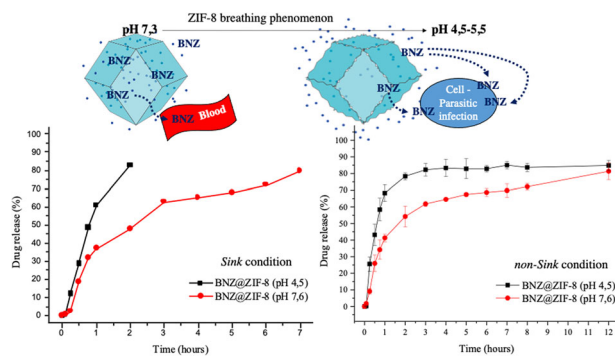 ZIF-8 breathing phenomenon
pH 7,3
pH 4,5-5,5
BNZ
BNZ
BNZ
BNZ
BNZ
BNZ
Blood
BNZ
BNZ
BNZ
BNZ
BNZ
Cell -
Parasitic
infection
Drug release (%)
100
90
80
70
60
50
40
30
20
10
0
0 1 2 3 4 5 6 7
Time (hours)
Sink condition
BNZ@ZIF-8 (pH 4,5)
BNZ@ZIF-8 (pH 7,6)
Drug release (%)
100
90
80
70
60
50
40
30
20
10
0
0 1 2 3 4 5 6 7 8 9 10 11 12
Time (hours)
non-Sink condition
BNZ@ZIF-8 (pH 4,5)
BNZ@ZIF-8 (pH 7,6)